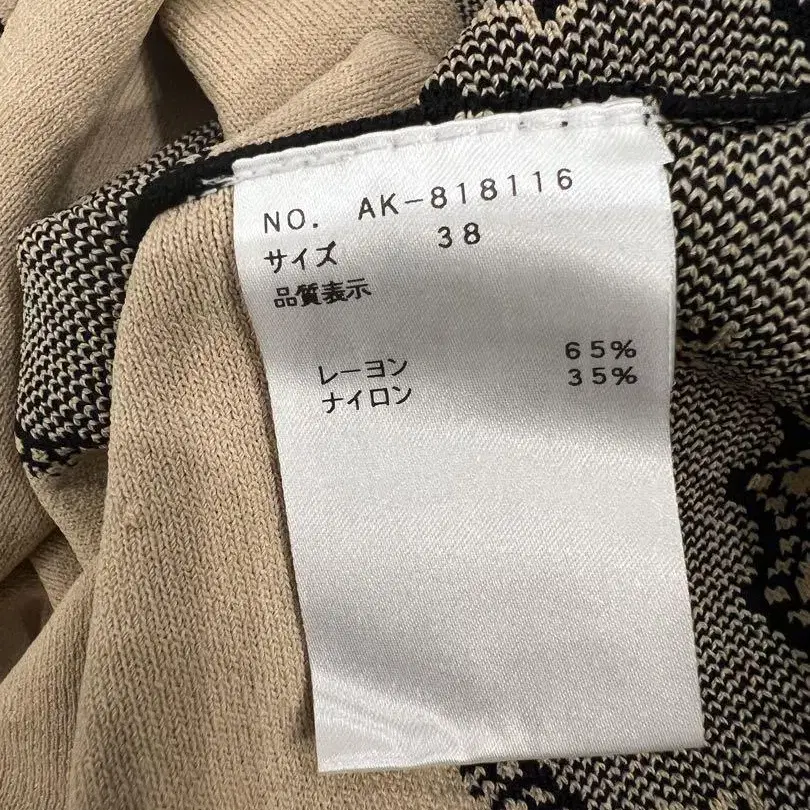 NO. AK-818116
サイズ 38
品質表示
レーヨン 65%
ナイロン 35%